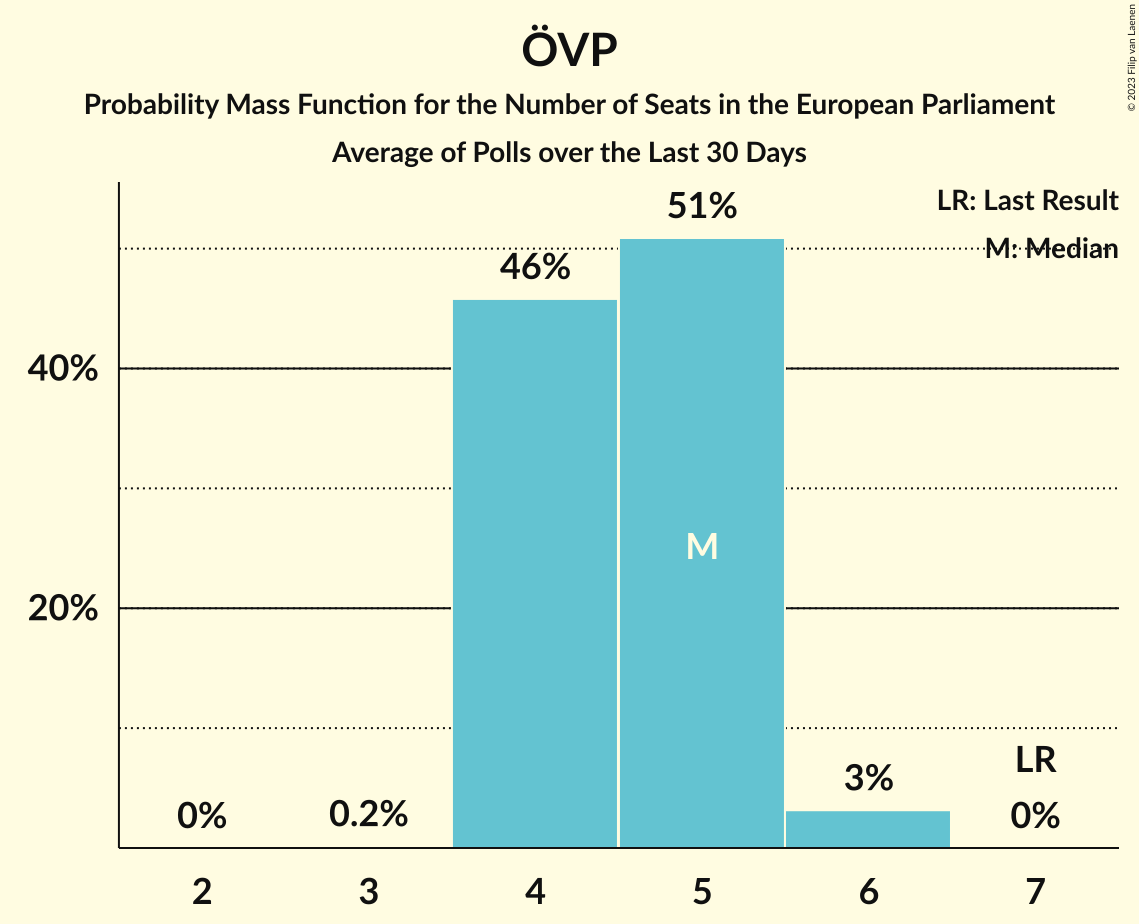 ÖVP
Probability Mass Function for the Number of Seats in the European Parliament
Average of Polls over the Last 30 Days
© 2023 Filip van Laenen
LR: Last Result
M: Median
51%
46%
40%
M
20%
LR
3%
0%
0.2%
0%
2
3
4
5
6
7